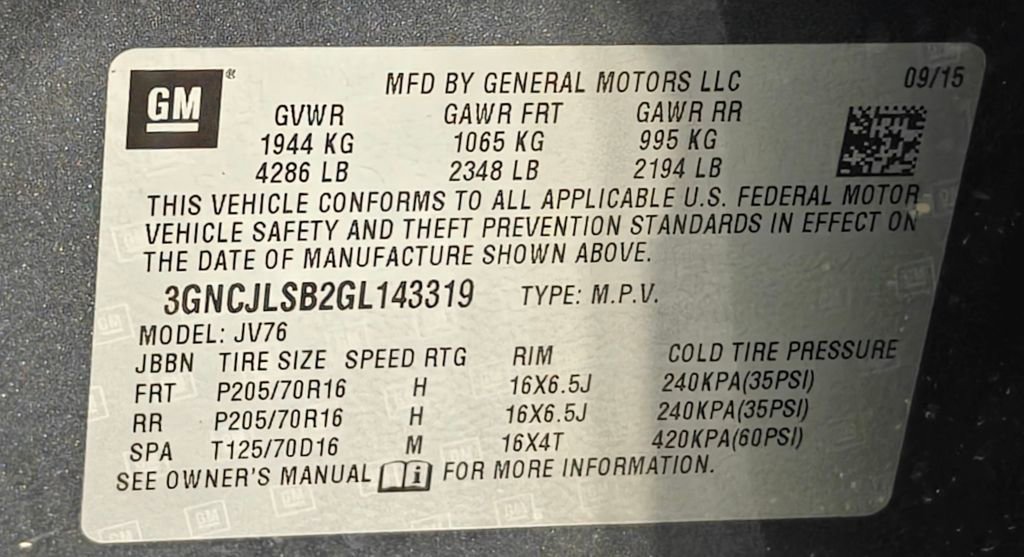 GM® MFD BY GENERAL MOTORS LLC 09/15
GVWR GAWR FRT GAWR RR
1944 KG 1065 KG 995 KG
4286 LB 2348 LB 2194 LB
THIS VEHICLE CONFORMS TO ALL APPLICABLE U.S. FEDERAL MOTOR
VEHICLE SAFETY AND THEFT PREVENTION STANDARDS IN EFFECT ON
THE DATE OF MANUFACTURE SHOWN ABOVE.
3GNCJLSB2GL143319 TYPE: M.P.V.
MODEL: JV76
JBBN TIRE SIZE SPEED RTG RIM COLD TIRE PRESSURE
FRT P205/70R16 H 16X6.5J 240KPA(35PSI)
RR P205/70R16 H 16X6.5J 240KPA(35PSI)
SPA T125/70D16 M 16X4T 420KPA(60PSI)
SEE OWNER'S MANUAL i FOR MORE INFORMATION.